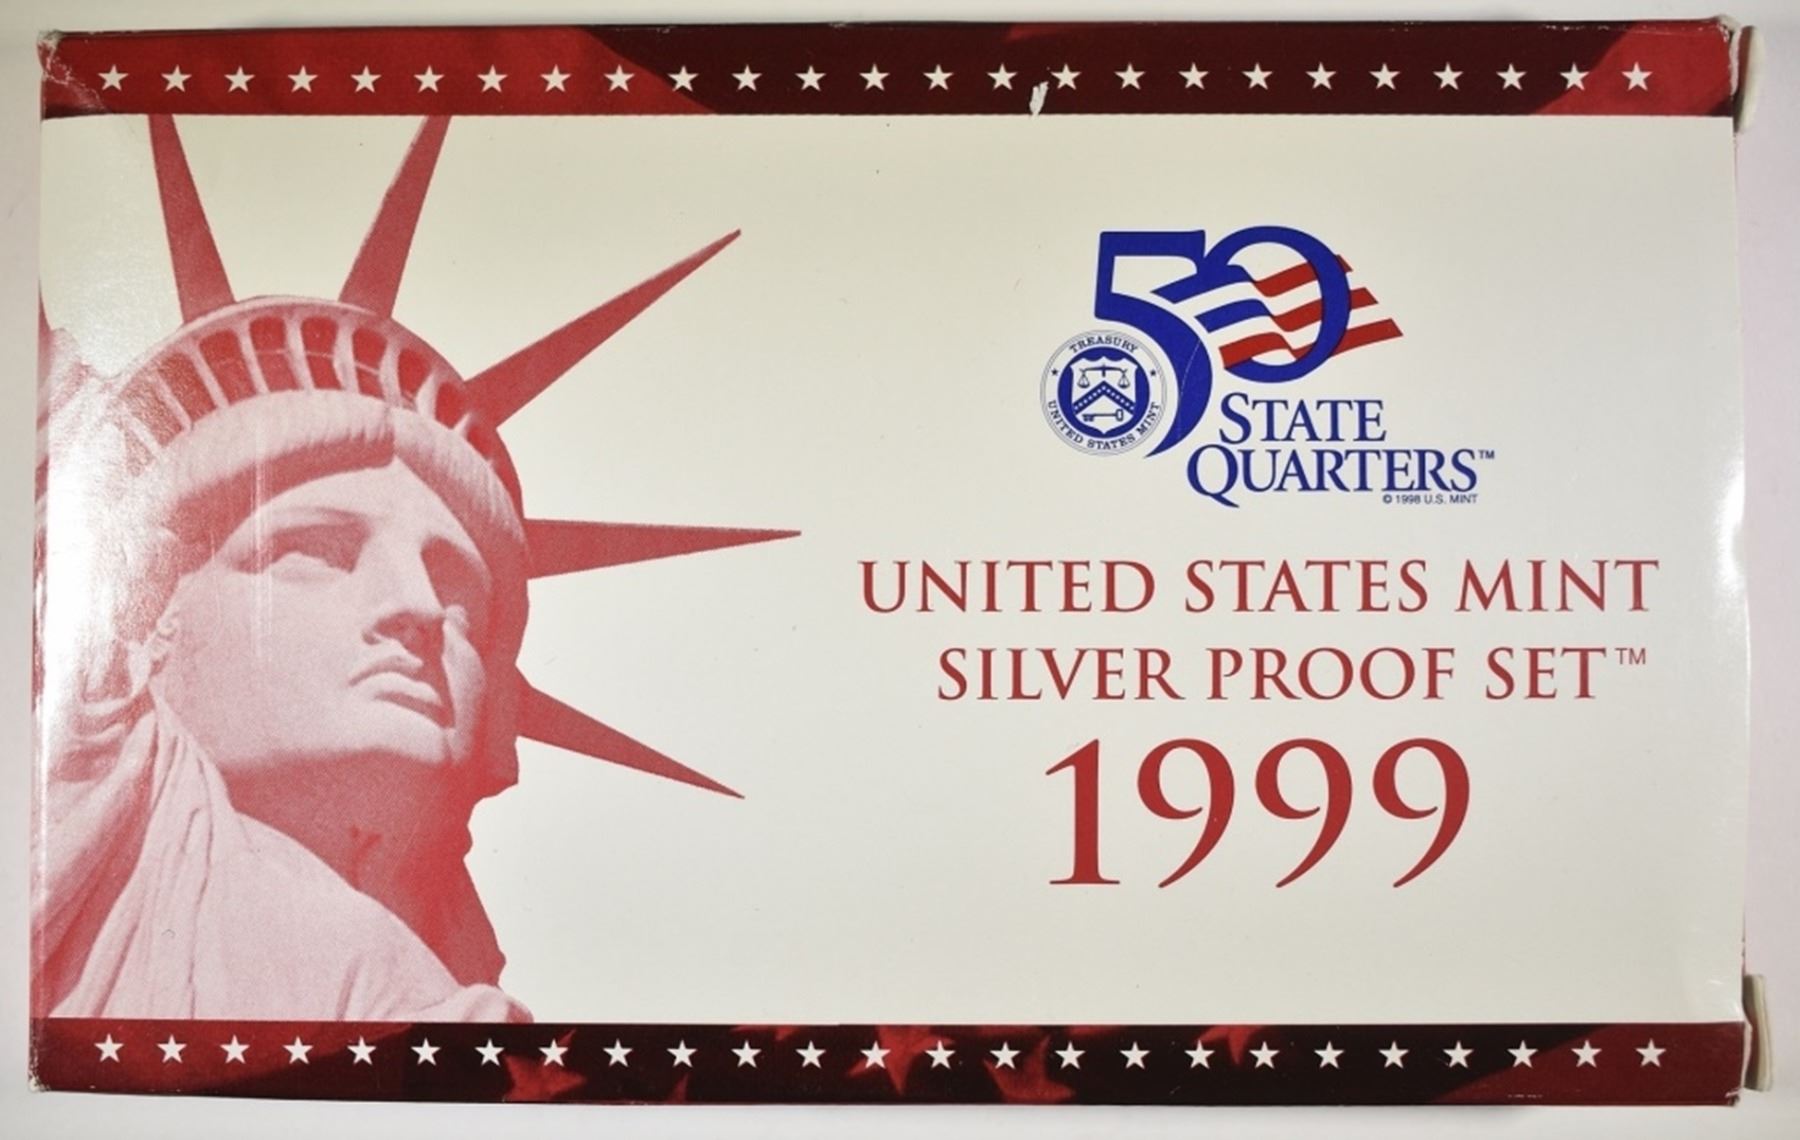 50
TREASURY
UNITED STATES MINT
STATE
QUARTERS™
© 1998 U.S. MINT
UNITED STATES MINT
SILVER PROOF SET™
1999